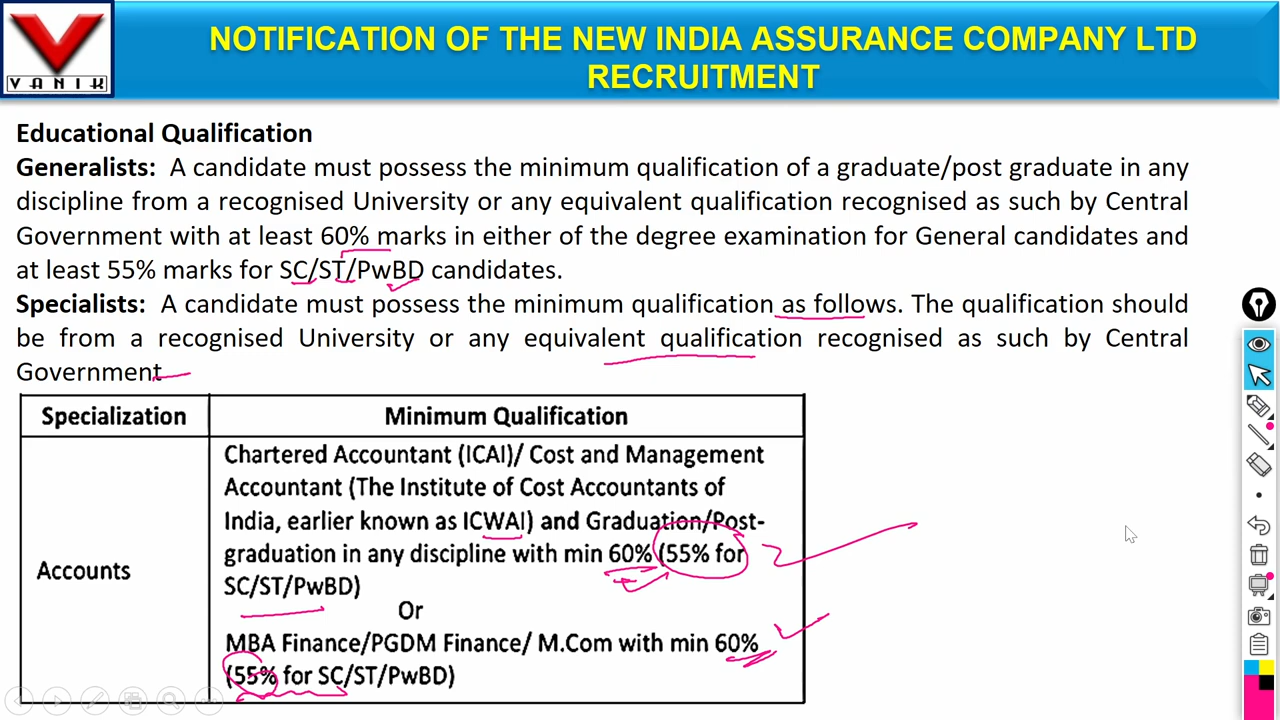 VANIK
NOTIFICATION OF THE NEW INDIA ASSURANCE COMPANY LTD
RECRUITMENT
Educational Qualification
Generalists: A candidate must possess the minimum qualification of a graduate/post graduate in any
discipline from a recognised University or any equivalent qualification recognised as such by Central
Government with at least 60% marks in either of the degree examination for General candidates and
at least 55% marks for SC/ST/PwBD candidates.
Specialists: A candidate must possess the minimum qualification as follows. The qualification should
be from a recognised University or any equivalent qualification recognised as such by Central
Government
Specialization
Minimum Qualification
Accounts
Chartered Accountant (ICAI)/ Cost and Management
Accountant (The Institute of Cost Accountants of
India, earlier known as ICWAI) and Graduation/Post-
graduation in any discipline with min 60% (55% for
SC/ST/PwBD)
Or
MBA Finance/PGDM Finance/ M.Com with min 60%
(55% for SC/ST/PwBD)